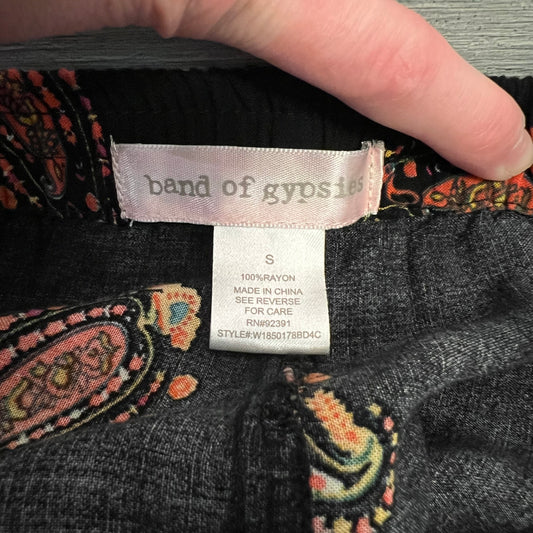 band of gypsies
S
100%RAYON
MADE IN CHINA
SEE REVERSE
FOR CARE
RN#92391
STYLE#:W1850178BD4C